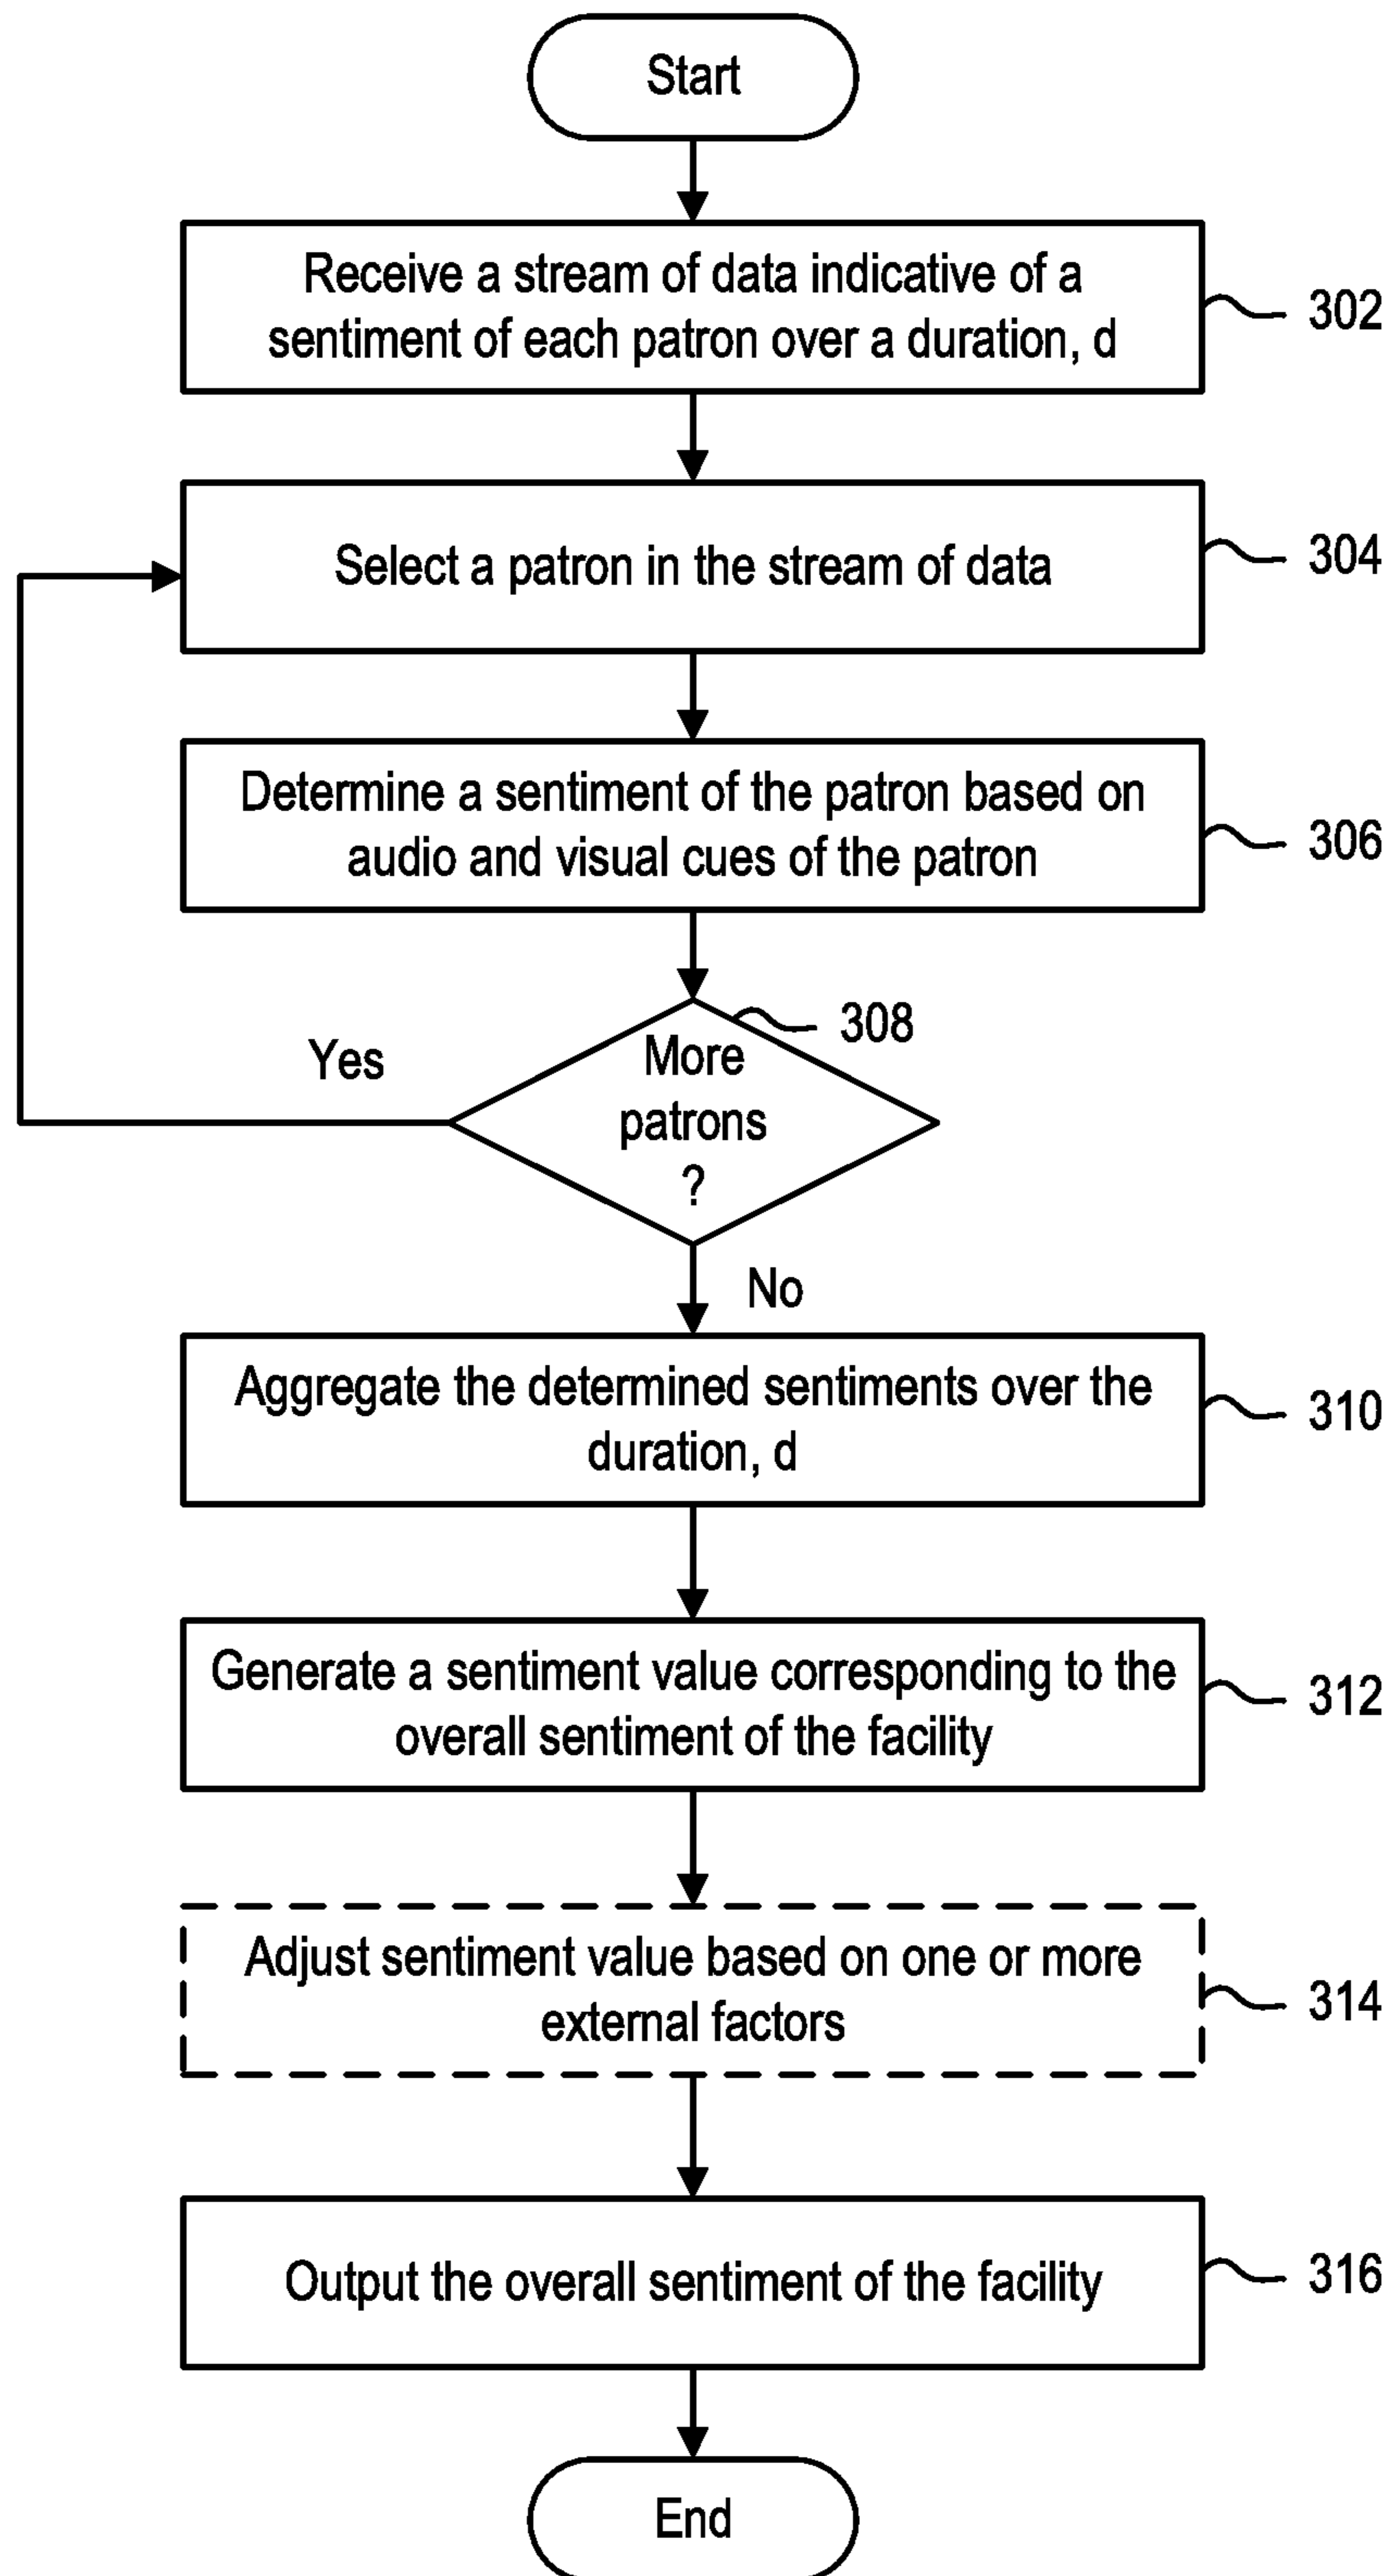 Start
Receive a stream of data indicative of a
sentiment of each patron over a duration, d
302
Select a patron in the stream of data
304
Determine a sentiment of the patron based on
audio and visual cues of the patron
306
308
Yes
More
patrons
?
No
Aggregate the determined sentiments over the
duration, d
310
Generate a sentiment value corresponding to the
overall sentiment of the facility
312
Adjust sentiment value based on one or more
external factors
314
Output the overall sentiment of the facility
316
End